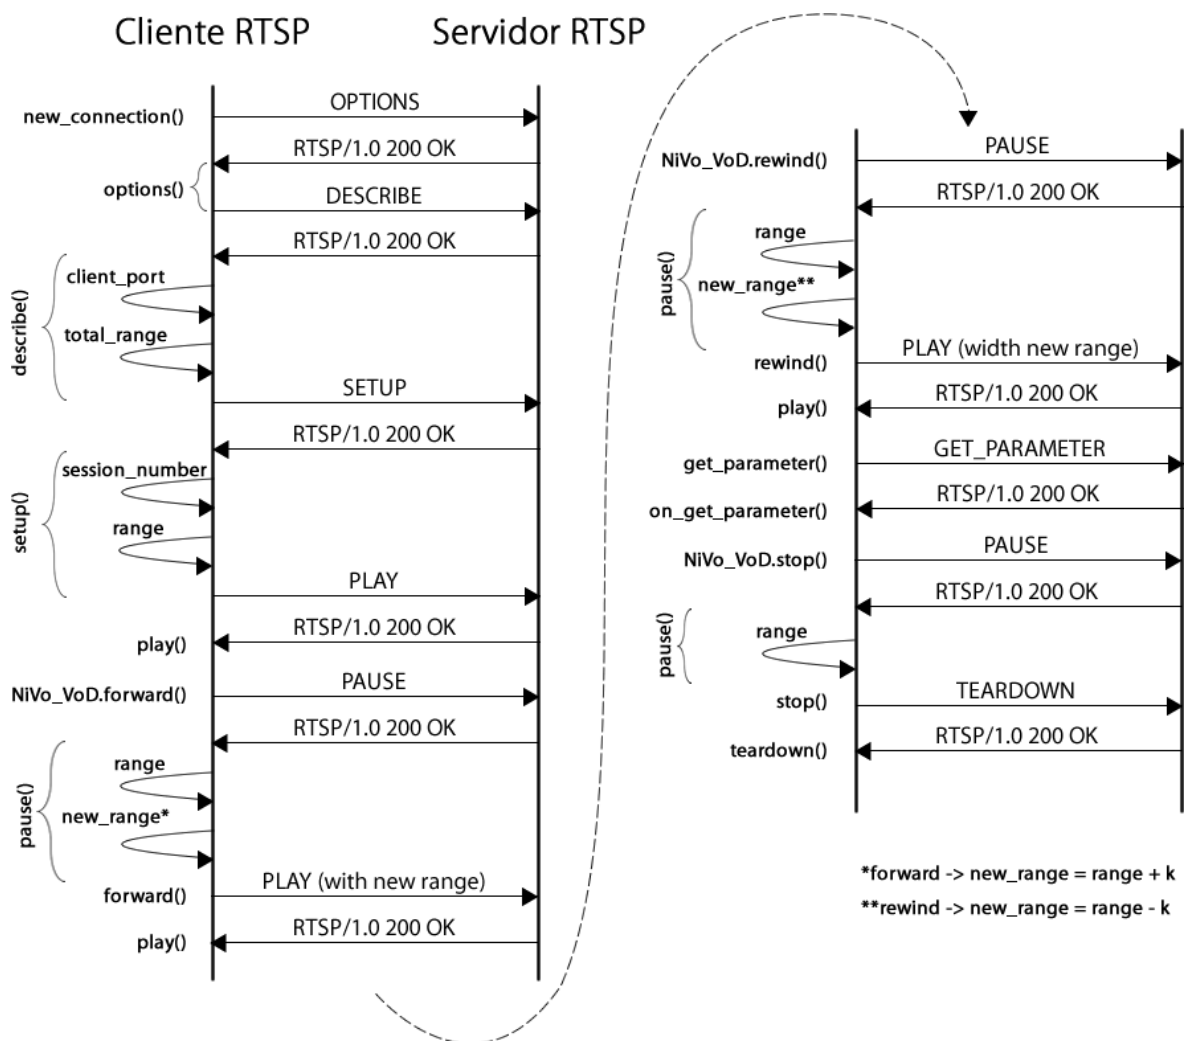 Cliente RTSP
Servidor RTSP
new_connection()
OPTIONS
RTSP/1.0 200 OK
options()
DESCRIBE
RTSP/1.0 200 OK
describe()
client_port
total_range
SETUP
RTSP/1.0 200 OK
setup()
session_number
range
PLAY
RTSP/1.0 200 OK
play()
NiVo_VoD.forward()
PAUSE
RTSP/1.0 200 OK
pause()
range
new_range*
forward()
PLAY (with new range)
RTSP/1.0 200 OK
play()
NiVo_VoD.rewind()
PAUSE
RTSP/1.0 200 OK
pause()
range
new_range**
rewind()
PLAY (width new range)
RTSP/1.0 200 OK
play()
get_parameter()
GET_PARAMETER
RTSP/1.0 200 OK
on_get_parameter()
NiVo_VoD.stop()
PAUSE
RTSP/1.0 200 OK
pause()
range
stop()
TEARDOWN
RTSP/1.0 200 OK
teardown()
*forward -> new_range = range + k
**rewind -> new_range = range - k